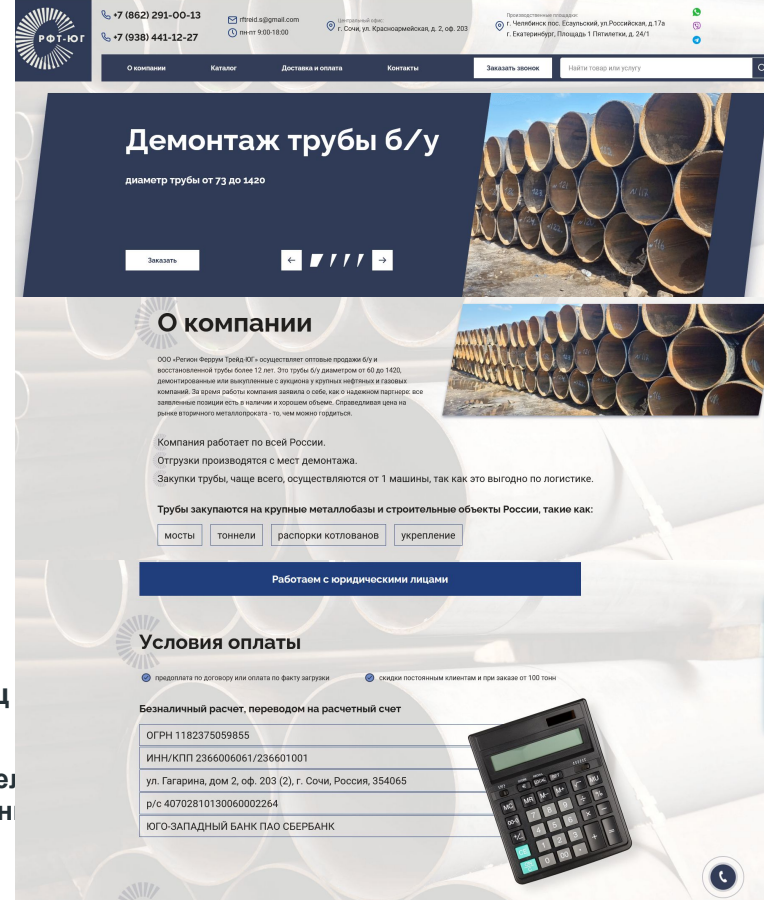 РФТ-ЮГ
+7 (862) 291-00-13
+7 (938) 441-12-27
rftreid.s@gmail.com
пн-пт 9:00-18:00
Центральный офис:
г. Сочи, ул. Красноармейская, д. 2, оф. 203
Производственные площадки:
г. Челябинск пос. Есаульский, ул.Российская, д.17а
г. Екатеринбург, Площадь 1 Пятилетки, д. 24/1
О компании
Каталог
Доставка и оплата
Контакты
Заказать звонок
Найти товар или услугу
Демонтаж трубы б/у
диаметр трубы от 73 до 1420
Заказать
О компании
ООО «Регион Феррум Трейд-ЮГ» осуществляет оптовые продажи б/у и
восстановленной трубы более 12 лет. Это трубы б/у диаметром от 60 до 1420,
демонтированные или выкупленные с аукциона у крупных нефтяных и газовых
компаний. За время работы компания заявила о себе, как о надежном партнере: все
заявленные позиции есть в наличии и хорошем объеме. Справедливая цена на
рынке вторичного металлопроката - то, чем можно гордиться.
Компания работает по всей России.
Отгрузки производятся с мест демонтажа.
Закупки трубы, чаще всего, осуществляются от 1 машины, так как это выгодно по логистике.
Трубы закупаются на крупные металлобазы и строительные объекты России, такие как:
мосты
тоннели
распорки котлованов
укрепление
Работаем с юридическими лицами
Условия оплаты
предоплата по договору или оплата по факту загрузки
скидки постоянным клиентам и при заказе от 100 тонн
Безналичный расчет, переводом на расчетный счет
ОГРН 1182375059855
ИНН/КПП 2366006061/236601001
ул. Гагарина, дом 2, оф. 203 (2), г. Сочи, Россия, 354065
р/с 40702810130060002264
ЮГО-ЗАПАДНЫЙ БАНК ПАО СБЕРБАНК